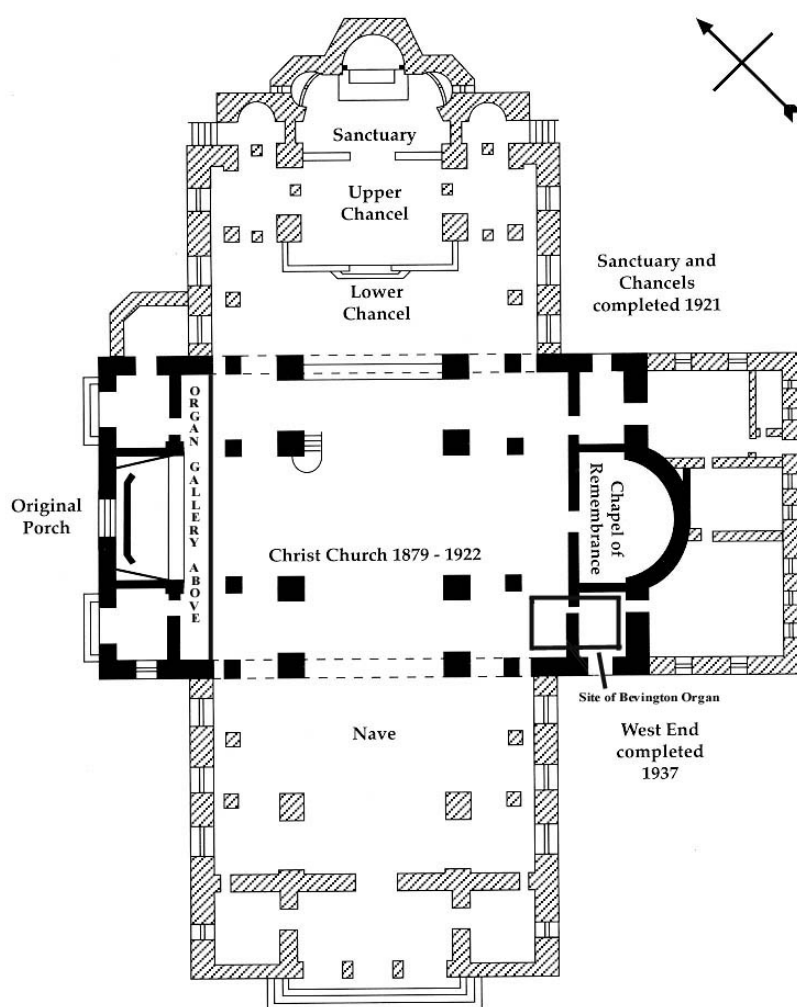 Sanctuary
Upper
Chancel
Sanctuary and
Chancels
completed 1921
Lower
Chancel
ORGAN GALLERY ABOVE
Original
Porch
Chapel of
Remembrance
Christ Church 1879 - 1922
Site of Bevington Organ
Nave
West End
completed
1937